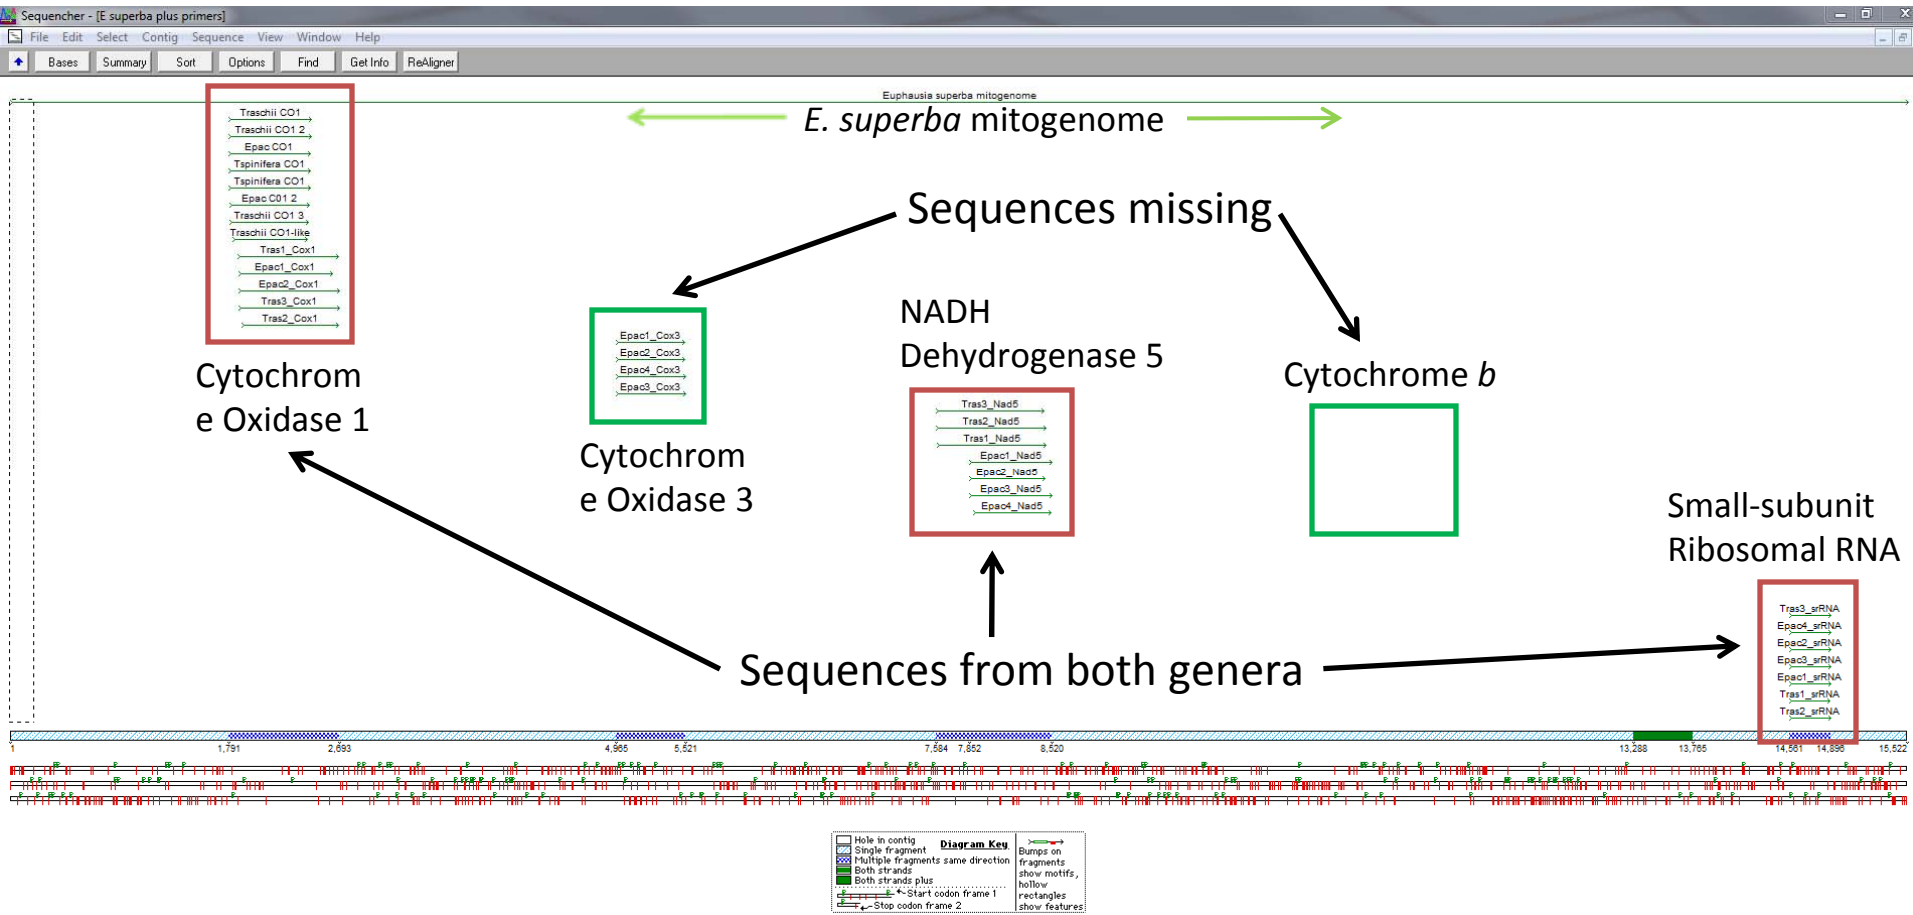 Sequencher - [E superba plus primers]
File Edit Select Contig Sequence View Window Help
Bases Summary Sort Options Find Get Info ReAligner
Euphausia superba mitogenome
E. superba mitogenome
Traschii CO1
Traschii CO1 2
Epac CO1
Tspinifera CO1
Tspinifera CO1
Epac C01 2
Traschii CO1 3
Traschii CO1-like
Tras1_Cox1
Epac1_Cox1
Epac2_Cox1
Tras3_Cox1
Tras2_Cox1
Cytochrom
e Oxidase 1
Sequences missing
Epac1_Cox3
Epac2_Cox3
Epac4_Cox3
Epac3_Cox3
Cytochrom
e Oxidase 3
NADH
Dehydrogenase 5
Tras3_Nad5
Tras2_Nad5
Tras1_Nad5
Epac1_Nad5
Epac2_Nad5
Epac3_Nad5
Epac4_Nad5
Cytochrome b
Small-subunit
Ribosomal RNA
Tras3_srRNA
Epac4_srRNA
Epac2_srRNA
Epac3_srRNA
Epac1_srRNA
Tras1_srRNA
Tras2_srRNA
Sequences from both genera
1 1,791 2,693 4,965 5,521 7,584 7,852 8,520 13,288 13,765 14,561 14,896 15,522
Diagram Key
Hole in contig
Single fragment
Multiple fragments same direction
Both strands
Both strands plus
Start codon frame 1
Stop codon frame 2
Bumps on
fragments
show motifs,
hollow
rectangles
show features